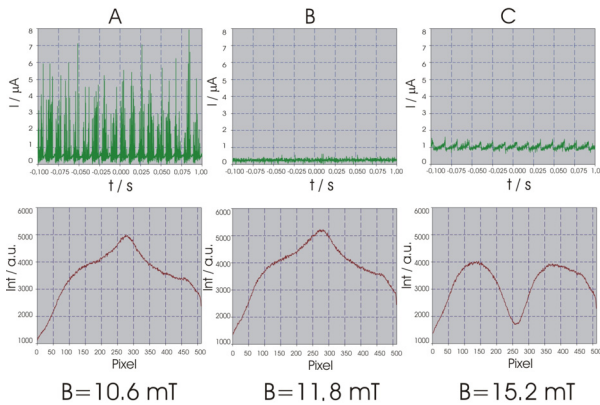 A B C
I / µA 8 7 6 5 4 3 2 1 0
I / µA 8 7 6 5 4 3 2 1 0
I / µA 8 7 6 5 4 3 2 1 0
-0,100 -0,075 -0,050 -0,025 0,000 0,025 0,050 0,075 1,00
-0,100 -0,075 -0,050 -0,025 0,000 0,025 0,050 0,075 1,00
-0,100 -0,075 -0,050 -0,025 0,000 0,025 0,050 0,075 1,00
t / s t / s t / s
Int / a.u. 6000 5000 4000 3000 2000 1000
Int / a.u. 6000 5000 4000 3000 2000 1000
Int / a.u. 6000 5000 4000 3000 2000 1000
0 50 100 150 200 250 300 350 400 450 500
0 50 100 150 200 250 300 350 400 450 500
0 50 100 150 200 250 300 350 400 450 500
Pixel Pixel Pixel
B=10,6 mT B=11,8 mT B=15,2 mT